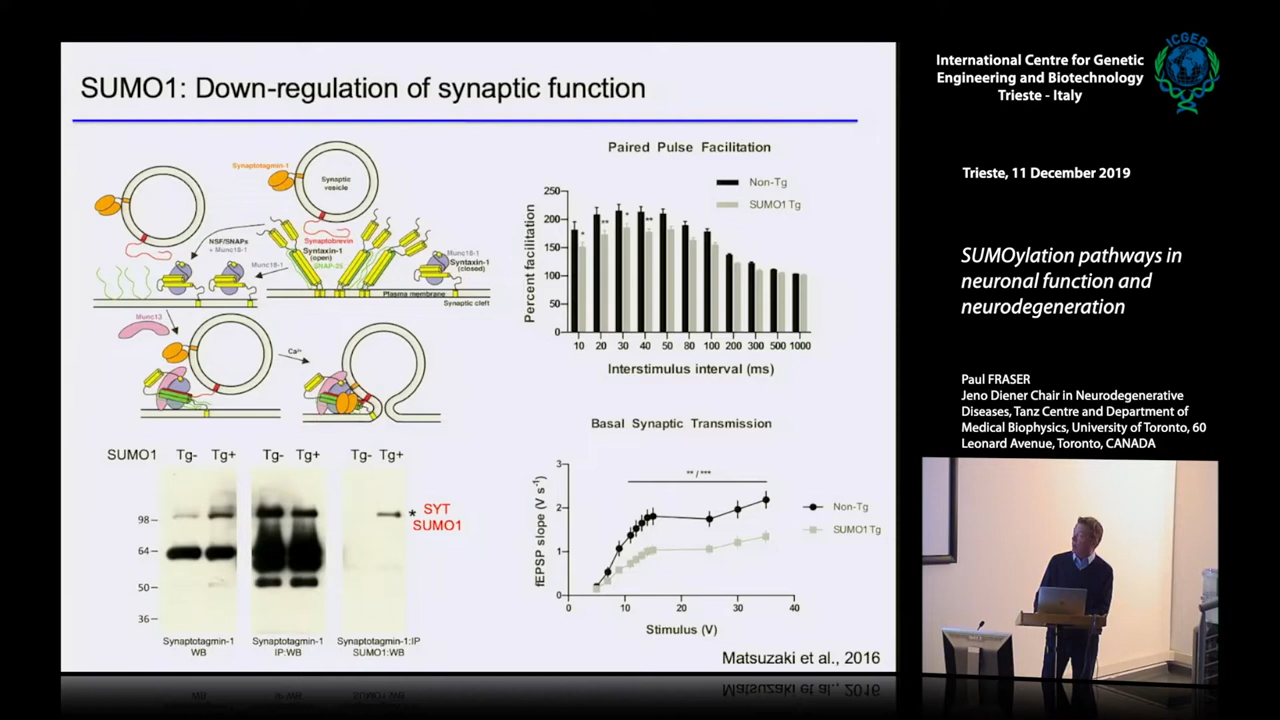 SUMO1: Down-regulation of synaptic function
Synaptotagmin-1
Synaptic
vesicle
NSF/SNAPs
+ Munc18-1
Synaptobrevin
Syntaxin-1
(open)
SNAP-25
Munc18-1
Munc18-1
Syntaxin-1
(closed)
Plasma membrane
Synaptic cleft
Munc13
Ca²⁺
Paired Pulse Facilitation
Non-Tg
SUMO1 Tg
Percent facilitation
250
200
150
100
50
0
* ** * **
10 20 30 40 50 80 100 200 300 500 1000
Interstimulus interval (ms)
SUMO1 Tg- Tg+ Tg- Tg+ Tg- Tg+
98
64
50
36
* SYT
SUMO1
Synaptotagmin-1
WB
Synaptotagmin-1
IP:WB
Synaptotagmin-1:IP
SUMO1:WB
Basal Synaptic Transmission
** / ***
Non-Tg
SUMO1 Tg
fEPSP slope (V s⁻¹)
3
2
1
0
0 10 20 30 40
Stimulus (V)
Matsuzaki et al., 2016
International Centre for Genetic
Engineering and Biotechnology
Trieste - Italy
ICGEB
Trieste, 11 December 2019
SUMOylation pathways in
neuronal function and
neurodegeneration
Paul FRASER
Jeno Diener Chair in Neurodegenerative
Diseases, Tanz Centre and Department of
Medical Biophysics, University of Toronto, 60
Leonard Avenue, Toronto, CANADA